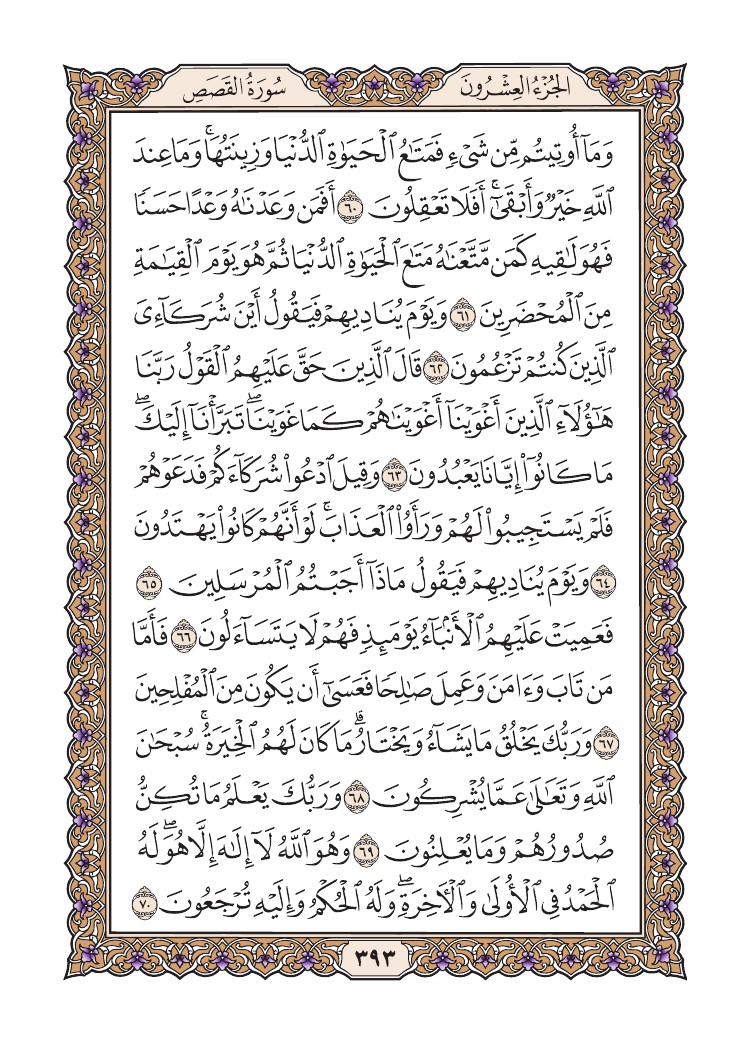 الجُزْءُ العِشْرُونَ
سُورَةُ القَصَصِ
وَمَآ أُوتِيتُم مِّن شَىْءٍ فَمَتَٰعُ ٱلْحَيَوٰةِ ٱلدُّنْيَا وَزِينَتُهَا ۚ وَمَا عِندَ
ٱللَّهِ خَيْرٌ وَأَبْقَىٰٓ ۚ أَفَلَا تَعْقِلُونَ ٦٠ أَفَمَن وَعَدْنَٰهُ وَعْدًا حَسَنًا
فَهُوَ لَٰقِيهِ كَمَن مَّتَّعْنَٰهُ مَتَٰعَ ٱلْحَيَوٰةِ ٱلدُّنْيَا ثُمَّ هُوَ يَوْمَ ٱلْقِيَٰمَةِ
مِنَ ٱلْمُحْضَرِينَ ٦١ وَيَوْمَ يُنَادِيهِمْ فَيَقُولُ أَيْنَ شُرَكَآءِىَ
ٱلَّذِينَ كُنتُمْ تَزْعُمُونَ ٦٢ قَالَ ٱلَّذِينَ حَقَّ عَلَيْهِمُ ٱلْقَوْلُ رَبَّنَا
هَٰٓؤُلَآءِ ٱلَّذِينَ أَغْوَيْنَآ أَغْوَيْنَٰهُمْ كَمَا غَوَيْنَا ۖ تَبَرَّأْنَآ إِلَيْكَ ۖ
مَا كَانُوٓا۟ إِيَّانَا يَعْبُدُونَ ٦٣ وَقِيلَ ٱدْعُوا۟ شُرَكَآءَكُمْ فَدَعَوْهُمْ
فَلَمْ يَسْتَجِيبُوا۟ لَهُمْ وَرَأَوُا۟ ٱلْعَذَابَ ۚ لَوْ أَنَّهُمْ كَانُوا۟ يَهْتَدُونَ
٦٤ وَيَوْمَ يُنَادِيهِمْ فَيَقُولُ مَاذَآ أَجَبْتُمُ ٱلْمُرْسَلِينَ ٦٥
فَعَمِيَتْ عَلَيْهِمُ ٱلْأَنۢبَآءُ يَوْمَئِذٍ فَهُمْ لَا يَتَسَآءَلُونَ ٦٦ فَأَمَّا
مَن تَابَ وَءَامَنَ وَعَمِلَ صَٰلِحًا فَعَسَىٰٓ أَن يَكُونَ مِنَ ٱلْمُفْلِحِينَ
٦٧ وَرَبُّكَ يَخْلُقُ مَا يَشَآءُ وَيَخْتَارُ ۗ مَا كَانَ لَهُمُ ٱلْخِيَرَةُ ۚ سُبْحَٰنَ
ٱللَّهِ وَتَعَٰلَىٰ عَمَّا يُشْرِكُونَ ٦٨ وَرَبُّكَ يَعْلَمُ مَا تُكِنُّ
صُدُورُهُمْ وَمَا يُعْلِنُونَ ٦٩ وَهُوَ ٱللَّهُ لَآ إِلَٰهَ إِلَّا هُوَ ۖ لَهُ
ٱلْحَمْدُ فِى ٱلْأُولَىٰ وَٱلْءَاخِرَةِ ۖ وَلَهُ ٱلْحُكْمُ وَإِلَيْهِ تُرْجَعُونَ ٧٠
٣٩٣